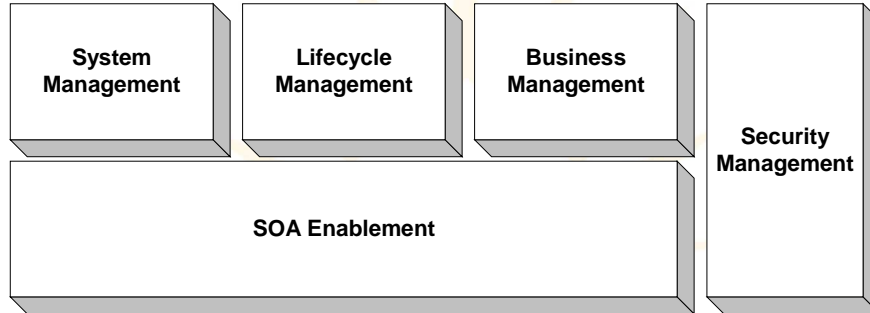 System
Management
Lifecycle
Management
Business
Management
Security
Management
SOA Enablement